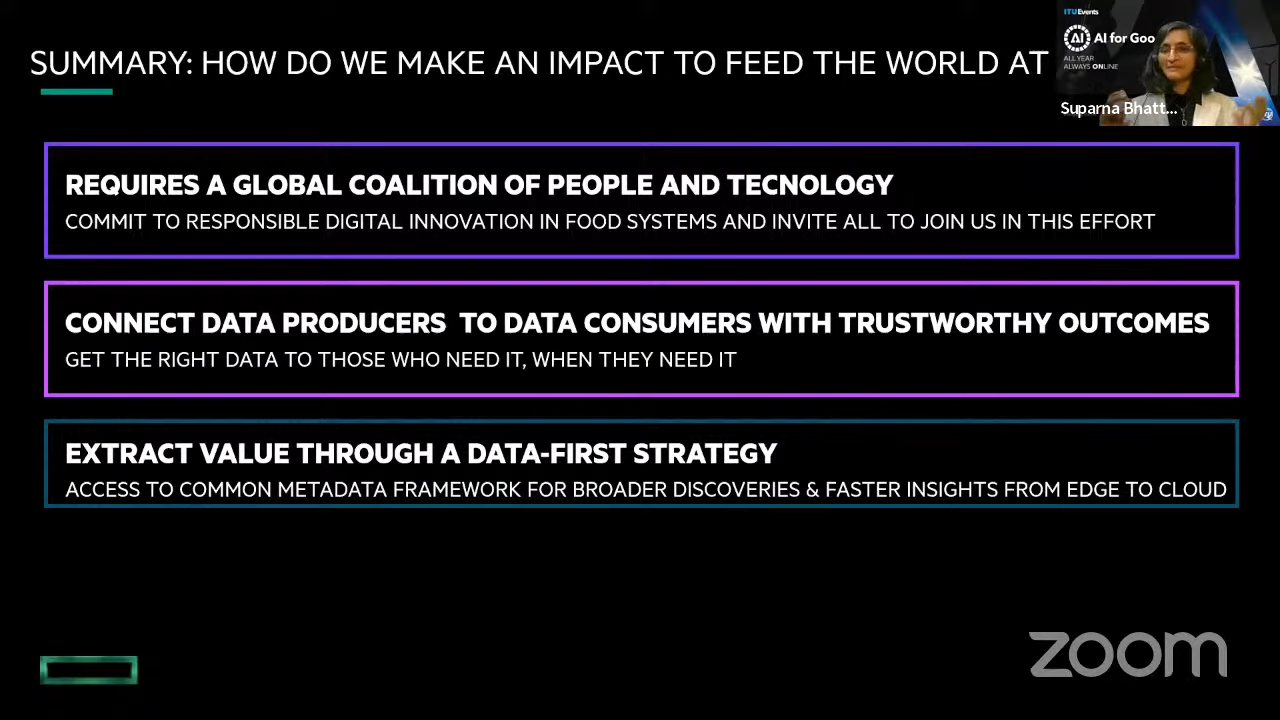 SUMMARY: HOW DO WE MAKE AN IMPACT TO FEED THE WORLD AT
ITUEvents
AI AI for Goo
ALL YEAR
ALWAYS ONLINE
Suparna Bhatt...
REQUIRES A GLOBAL COALITION OF PEOPLE AND TECNOLOGY
COMMIT TO RESPONSIBLE DIGITAL INNOVATION IN FOOD SYSTEMS AND INVITE ALL TO JOIN US IN THIS EFFORT
CONNECT DATA PRODUCERS TO DATA CONSUMERS WITH TRUSTWORTHY OUTCOMES
GET THE RIGHT DATA TO THOSE WHO NEED IT, WHEN THEY NEED IT
EXTRACT VALUE THROUGH A DATA-FIRST STRATEGY
ACCESS TO COMMON METADATA FRAMEWORK FOR BROADER DISCOVERIES & FASTER INSIGHTS FROM EDGE TO CLOUD
zoom